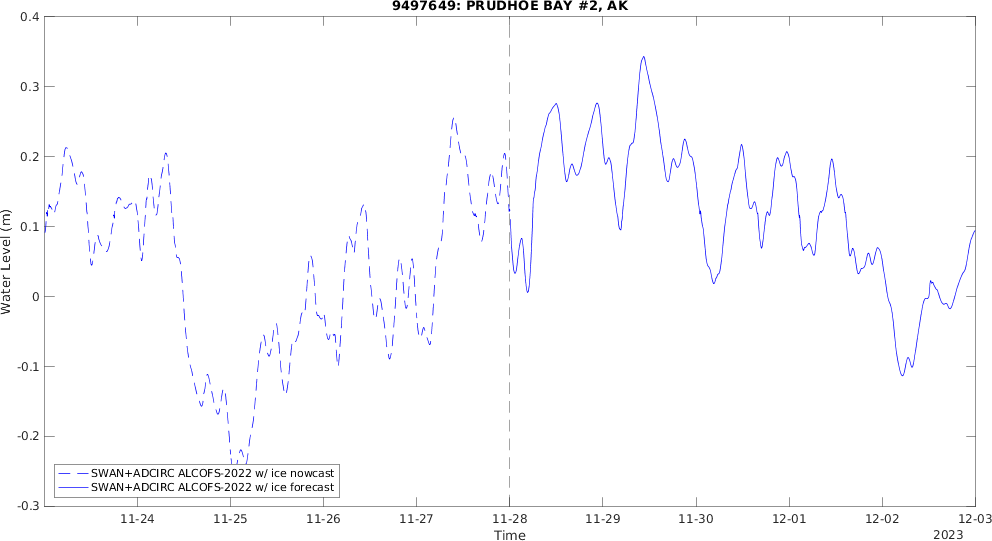 9497649: PRUDHOE BAY #2, AK
0.4
0.3
0.2
0.1
0
-0.1
-0.2
-0.3
Water Level (m)
SWAN+ADCIRC ALCOFS-2022 w/ ice nowcast
SWAN+ADCIRC ALCOFS-2022 w/ ice forecast
11-24 11-25 11-26 11-27 11-28 11-29 11-30 12-01 12-02 12-03
Time
2023